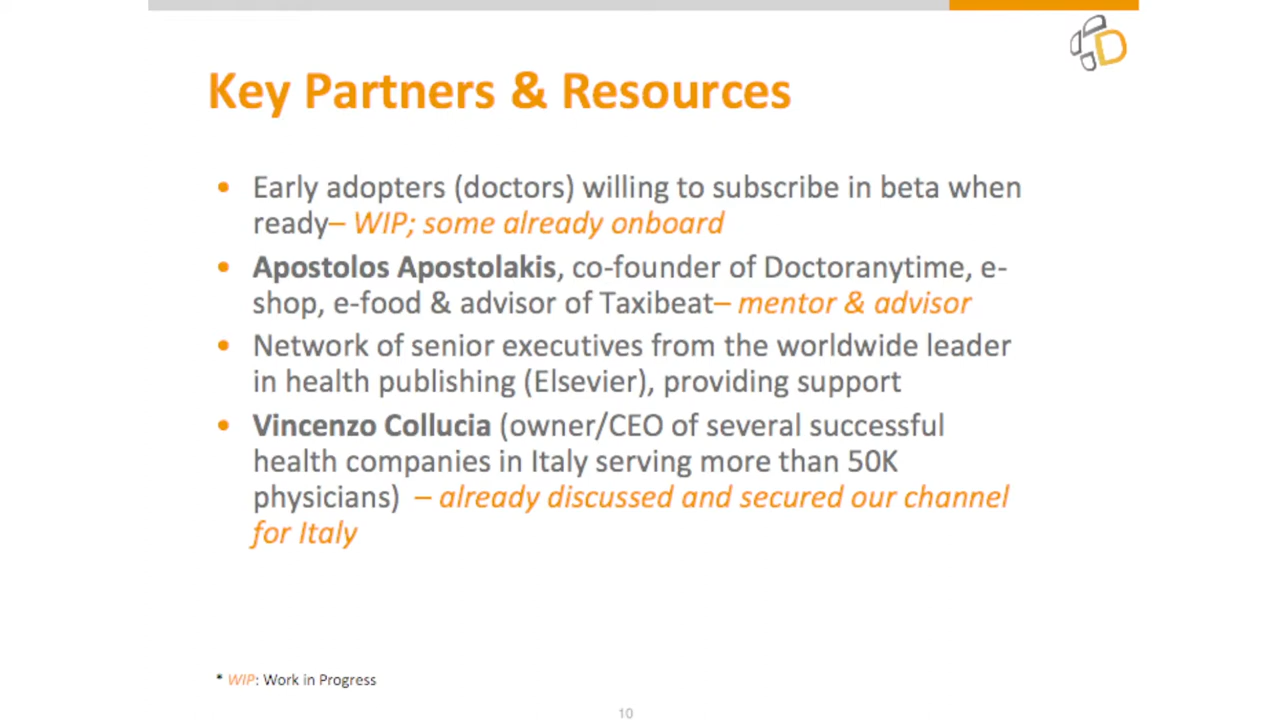 D
Key Partners & Resources
• Early adopters (doctors) willing to subscribe in beta when
ready– WIP; some already onboard
• Apostolos Apostolakis, co-founder of Doctoranytime, e-
shop, e-food & advisor of Taxibeat– mentor & advisor
• Network of senior executives from the worldwide leader
in health publishing (Elsevier), providing support
• Vincenzo Collucia (owner/CEO of several successful
health companies in Italy serving more than 50K
physicians) – already discussed and secured our channel
for Italy
* WIP: Work in Progress
10